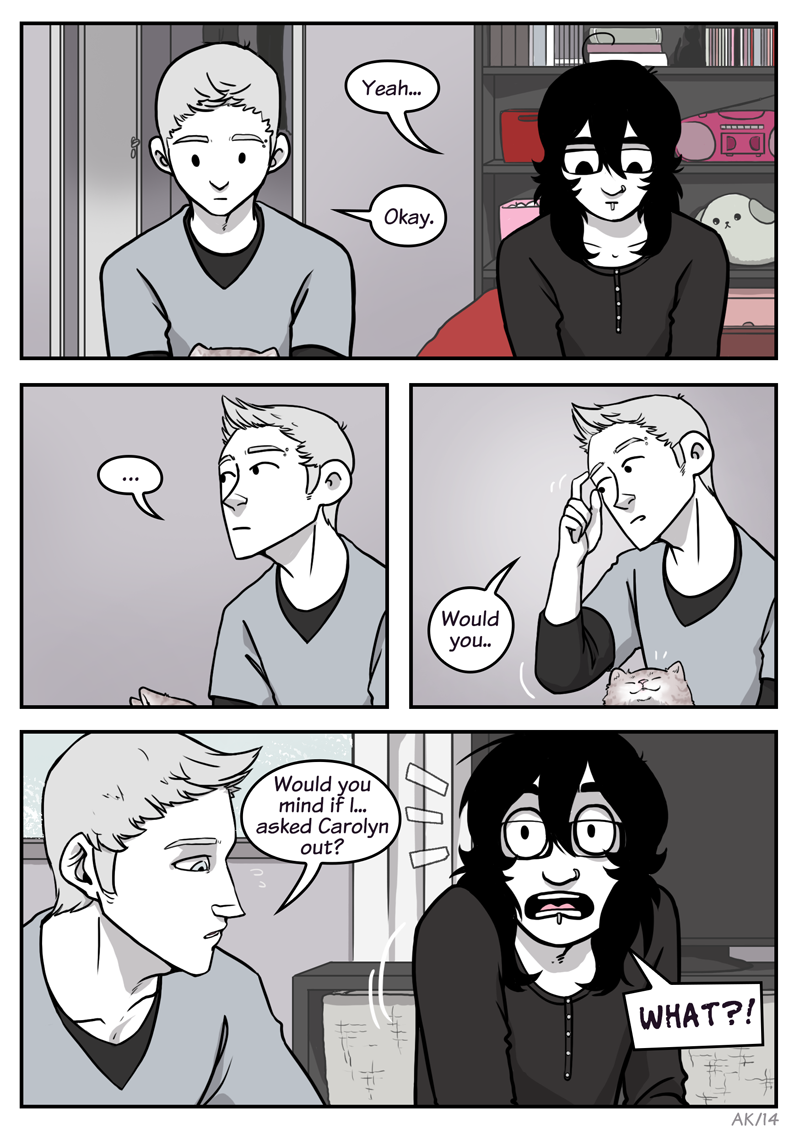 Yeah...
Okay.
...
Would
you..
Would you
mind if I...
asked Carolyn
out?
WHAT?!
AK/14